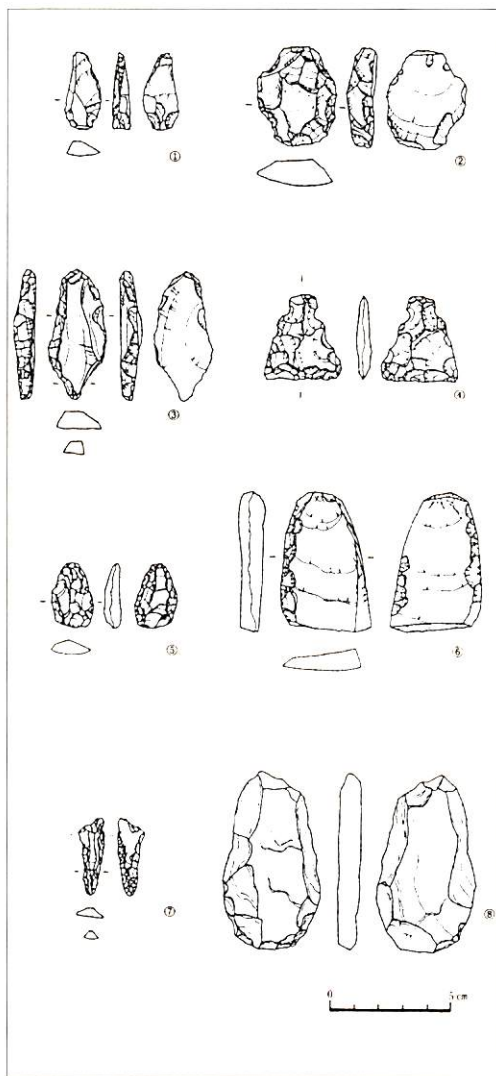 ① ②
③ ④
⑤ ⑥
⑦ ⑧
0 5 cm